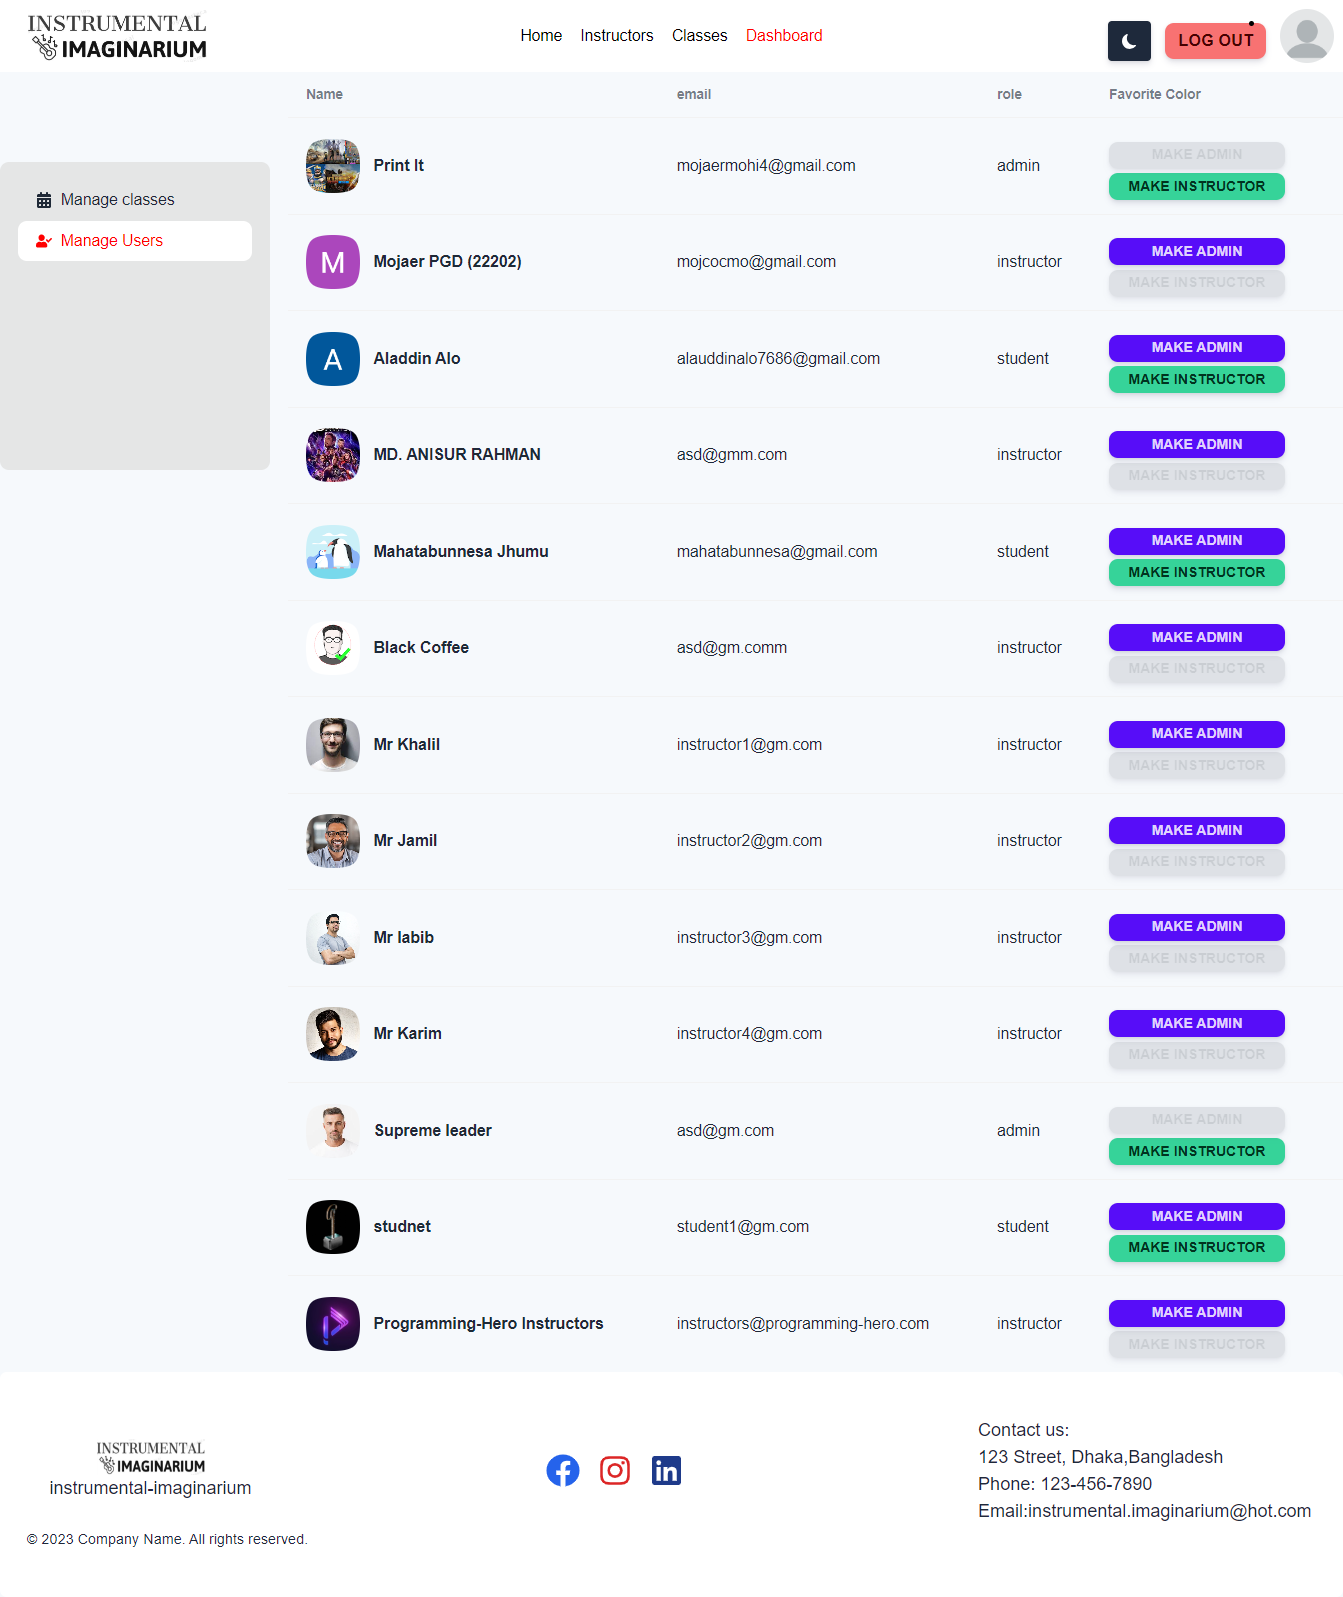 INSTRUMENTAL
IMAGINARIUM
Home Instructors Classes Dashboard
LOG OUT
Manage classes
Manage Users
Name email role Favorite Color
Print It mojaermohi4@gmail.com admin
MAKE ADMIN
MAKE INSTRUCTOR
M
Mojaer PGD (22202) mojcocmo@gmail.com instructor
MAKE ADMIN
MAKE INSTRUCTOR
A
Aladdin Alo alauddinalo7686@gmail.com student
MAKE ADMIN
MAKE INSTRUCTOR
MD. ANISUR RAHMAN asd@gmm.com instructor
MAKE ADMIN
MAKE INSTRUCTOR
Mahatabunnesa Jhumu mahatabunnesa@gmail.com student
MAKE ADMIN
MAKE INSTRUCTOR
Black Coffee asd@gm.comm instructor
MAKE ADMIN
MAKE INSTRUCTOR
Mr Khalil instructor1@gm.com instructor
MAKE ADMIN
MAKE INSTRUCTOR
Mr Jamil instructor2@gm.com instructor
MAKE ADMIN
MAKE INSTRUCTOR
Mr labib instructor3@gm.com instructor
MAKE ADMIN
MAKE INSTRUCTOR
Mr Karim instructor4@gm.com instructor
MAKE ADMIN
MAKE INSTRUCTOR
Supreme leader asd@gm.com admin
MAKE ADMIN
MAKE INSTRUCTOR
studnet student1@gm.com student
MAKE ADMIN
MAKE INSTRUCTOR
Programming-Hero Instructors instructors@programming-hero.com instructor
MAKE ADMIN
MAKE INSTRUCTOR
INSTRUMENTAL
IMAGINARIUM
instrumental-imaginarium
© 2023 Company Name. All rights reserved.
Contact us:
123 Street, Dhaka,Bangladesh
Phone: 123-456-7890
Email:instrumental.imaginarium@hot.com